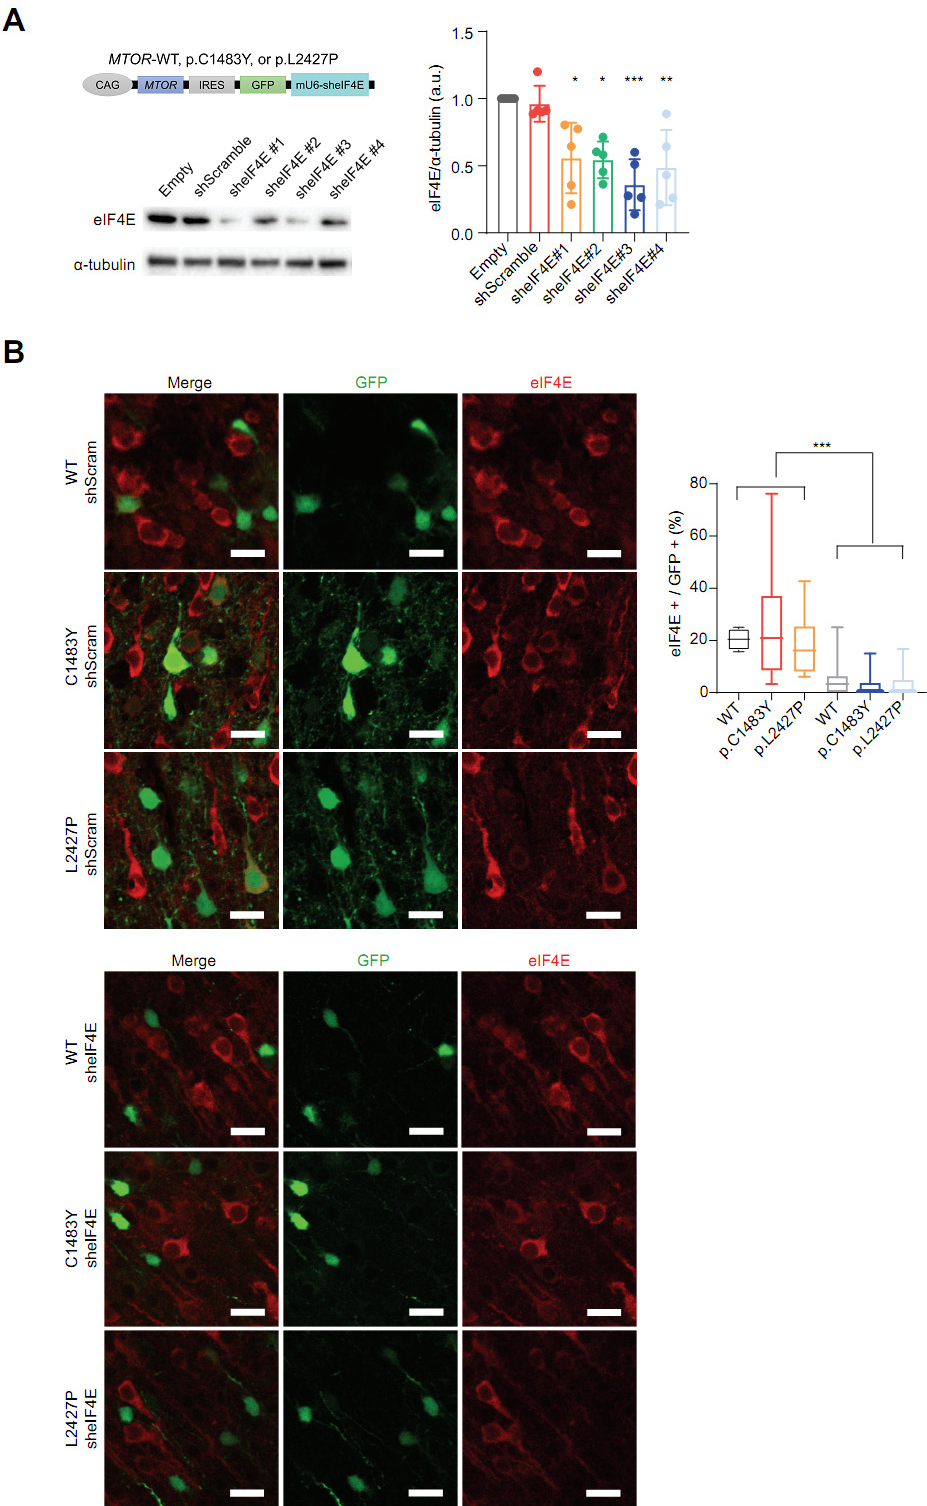 A
MTOR-WT, p.C1483Y, or p.L2427P
CAG MTOR IRES GFP mU6-sheIF4E
Empty shScramble sheIF4E #1 sheIF4E #2 sheIF4E #3 sheIF4E #4
eIF4E
α-tubulin
eIF4E/α-tubulin (a.u.)
1.5
1.0
0.5
0.0
* * *** **
Empty shScramble sheIF4E#1 sheIF4E#2 sheIF4E#3 sheIF4E#4
B
Merge GFP eIF4E
WT
shScram
C1483Y
shScram
L2427P
shScram
***
eIF4E + / GFP + (%)
80
60
40
20
0
WT p.C1483Y p.L2427P WT p.C1483Y p.L2427P
Merge GFP eIF4E
WT
sheIF4E
C1483Y
sheIF4E
L2427P
sheIF4E